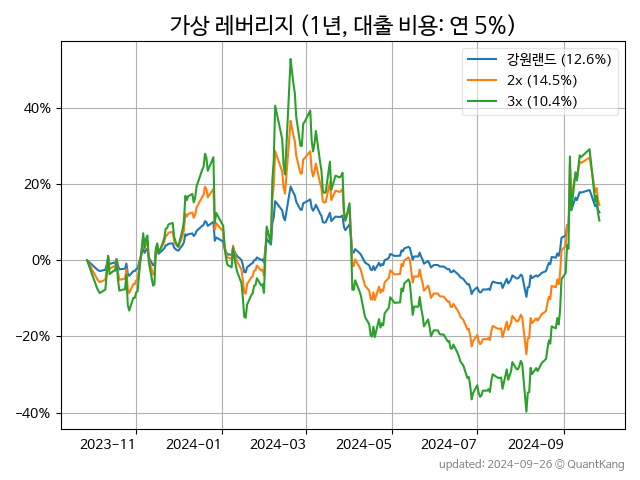 가상 레버리지 (1년, 대출 비용: 연 5%)
강원랜드 (12.6%)
2x (14.5%)
3x (10.4%)
40%
20%
0%
−20%
−40%
2023-11 2024-01 2024-03 2024-05 2024-07 2024-09
updated: 2024-09-26 © QuantKang